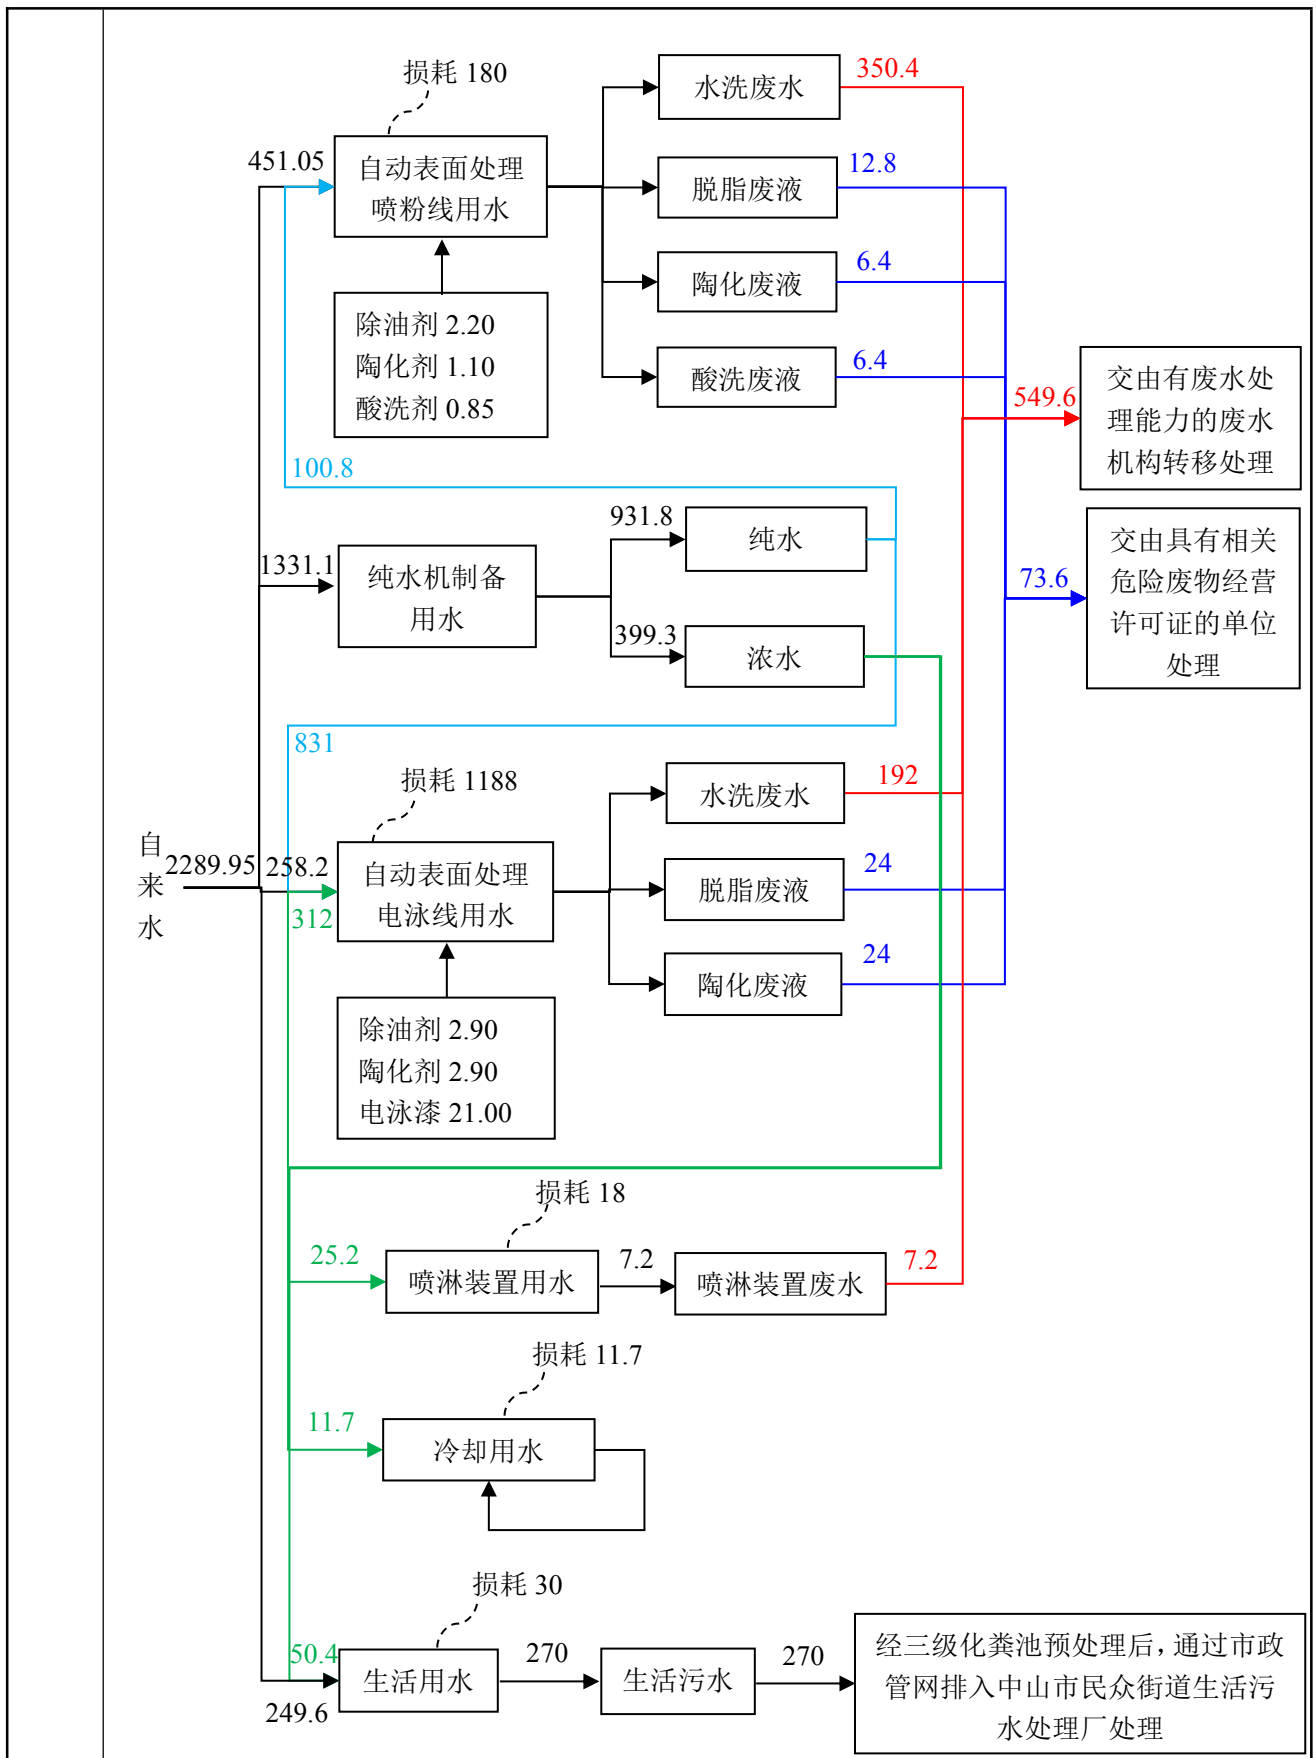 损耗 180
水洗废水
350.4
451.05
自动表面处理
喷粉线用水
脱脂废液
12.8
陶化废液
6.4
除油剂 2.20
陶化剂 1.10
酸洗剂 0.85
酸洗废液
6.4
549.6
交由有废水处
理能力的废水
机构转移处理
100.8
931.8
纯水
1331.1
纯水机制备
用水
399.3
浓水
73.6
交由具有相关
危险废物经营
许可证的单位
处理
831
损耗 1188
水洗废水
192
自
来
水
2289.95
258.2
312
自动表面处理
电泳线用水
脱脂废液
24
陶化废液
24
除油剂 2.90
陶化剂 2.90
电泳漆 21.00
损耗 18
25.2
喷淋装置用水
7.2
喷淋装置废水
7.2
损耗 11.7
11.7
冷却用水
损耗 30
50.4
249.6
生活用水
270
生活污水
270
经三级化粪池预处理后，通过市政
管网排入中山市民众街道生活污
水处理厂处理